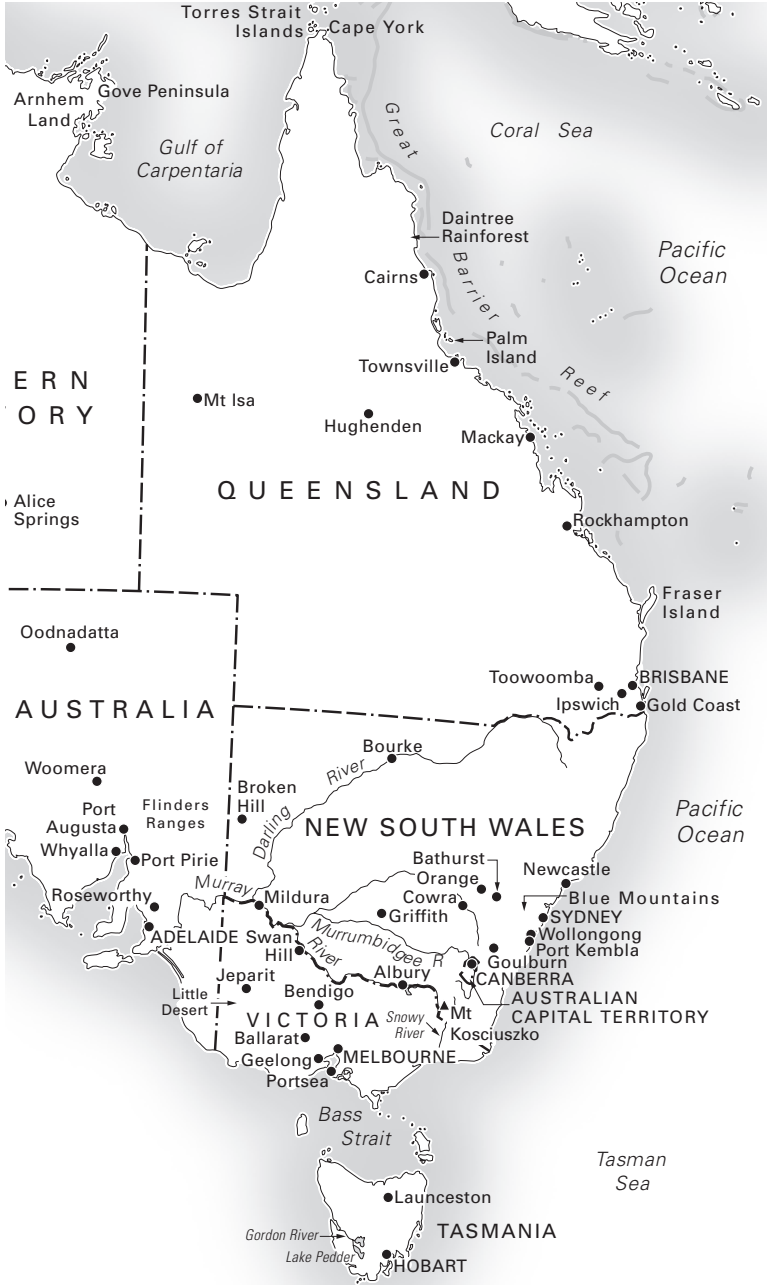 Torres Strait
Islands
Cape York
Gove Peninsula
Arnhem
Land
Gulf of
Carpentaria
Great
Coral Sea
Daintree
Rainforest
Pacific
Ocean
Barrier
Cairns
Palm
Island
Townsville
Reef
ERN
ORY
Mt Isa
Hughenden
Mackay
QUEENSLAND
Alice
Springs
Rockhampton
Fraser
Island
Oodnadatta
Toowoomba
BRISBANE
Ipswich
Gold Coast
AUSTRALIA
Bourke
River
Darling
Woomera
Broken
Hill
Port
Augusta
Flinders
Ranges
Pacific
Ocean
NEW SOUTH WALES
Whyalla
Port Pirie
Bathurst
Orange
Newcastle
Murray
River
Mildura
Cowra
Blue Mountains
Roseworthy
Griffith
SYDNEY
Murrumbidgee R
Wollongong
ADELAIDE
Swan
Hill
Port Kembla
Goulburn
Jeparit
Albury
CANBERRA
Little
Desert
Bendigo
AUSTRALIAN
CAPITAL TERRITORY
VICTORIA
Snowy
River
Mt
Kosciuszko
Ballarat
Geelong
MELBOURNE
Portsea
Bass
Strait
Tasman
Sea
Launceston
Gordon River
TASMANIA
Lake Pedder
HOBART